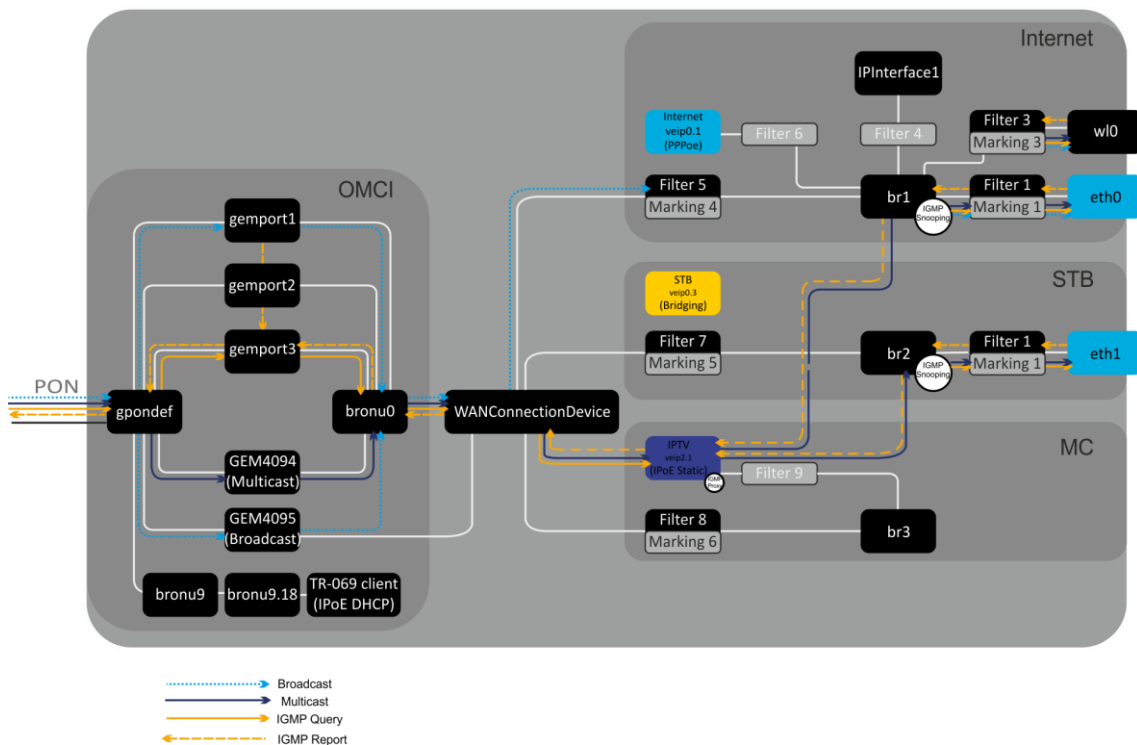 Internet
IPInterface1
Internet
veip0.1
(PPPoe)
Filter 6
Filter 4
Filter 3
Marking 3
wl0
OMCI
Filter 5
Marking 4
br1
IGMP
Snooping
Filter 1
Marking 1
eth0
gemport1
gemport2
gemport3
STB
veip0.3
(Bridging)
STB
Filter 7
Marking 5
br2
IGMP
Snooping
Filter 1
Marking 1
eth1
PON
gpondef
bronu0
WANConnectionDevice
MC
IPTV
veip2.1
(IPoE Static)
IGMP
Proxy
Filter 9
GEM4094
(Multicast)
GEM4095
(Broadcast)
Filter 8
Marking 6
br3
bronu9
bronu9.18
TR-069 client
(IPoE DHCP)
Broadcast
Multicast
IGMP Query
IGMP Report